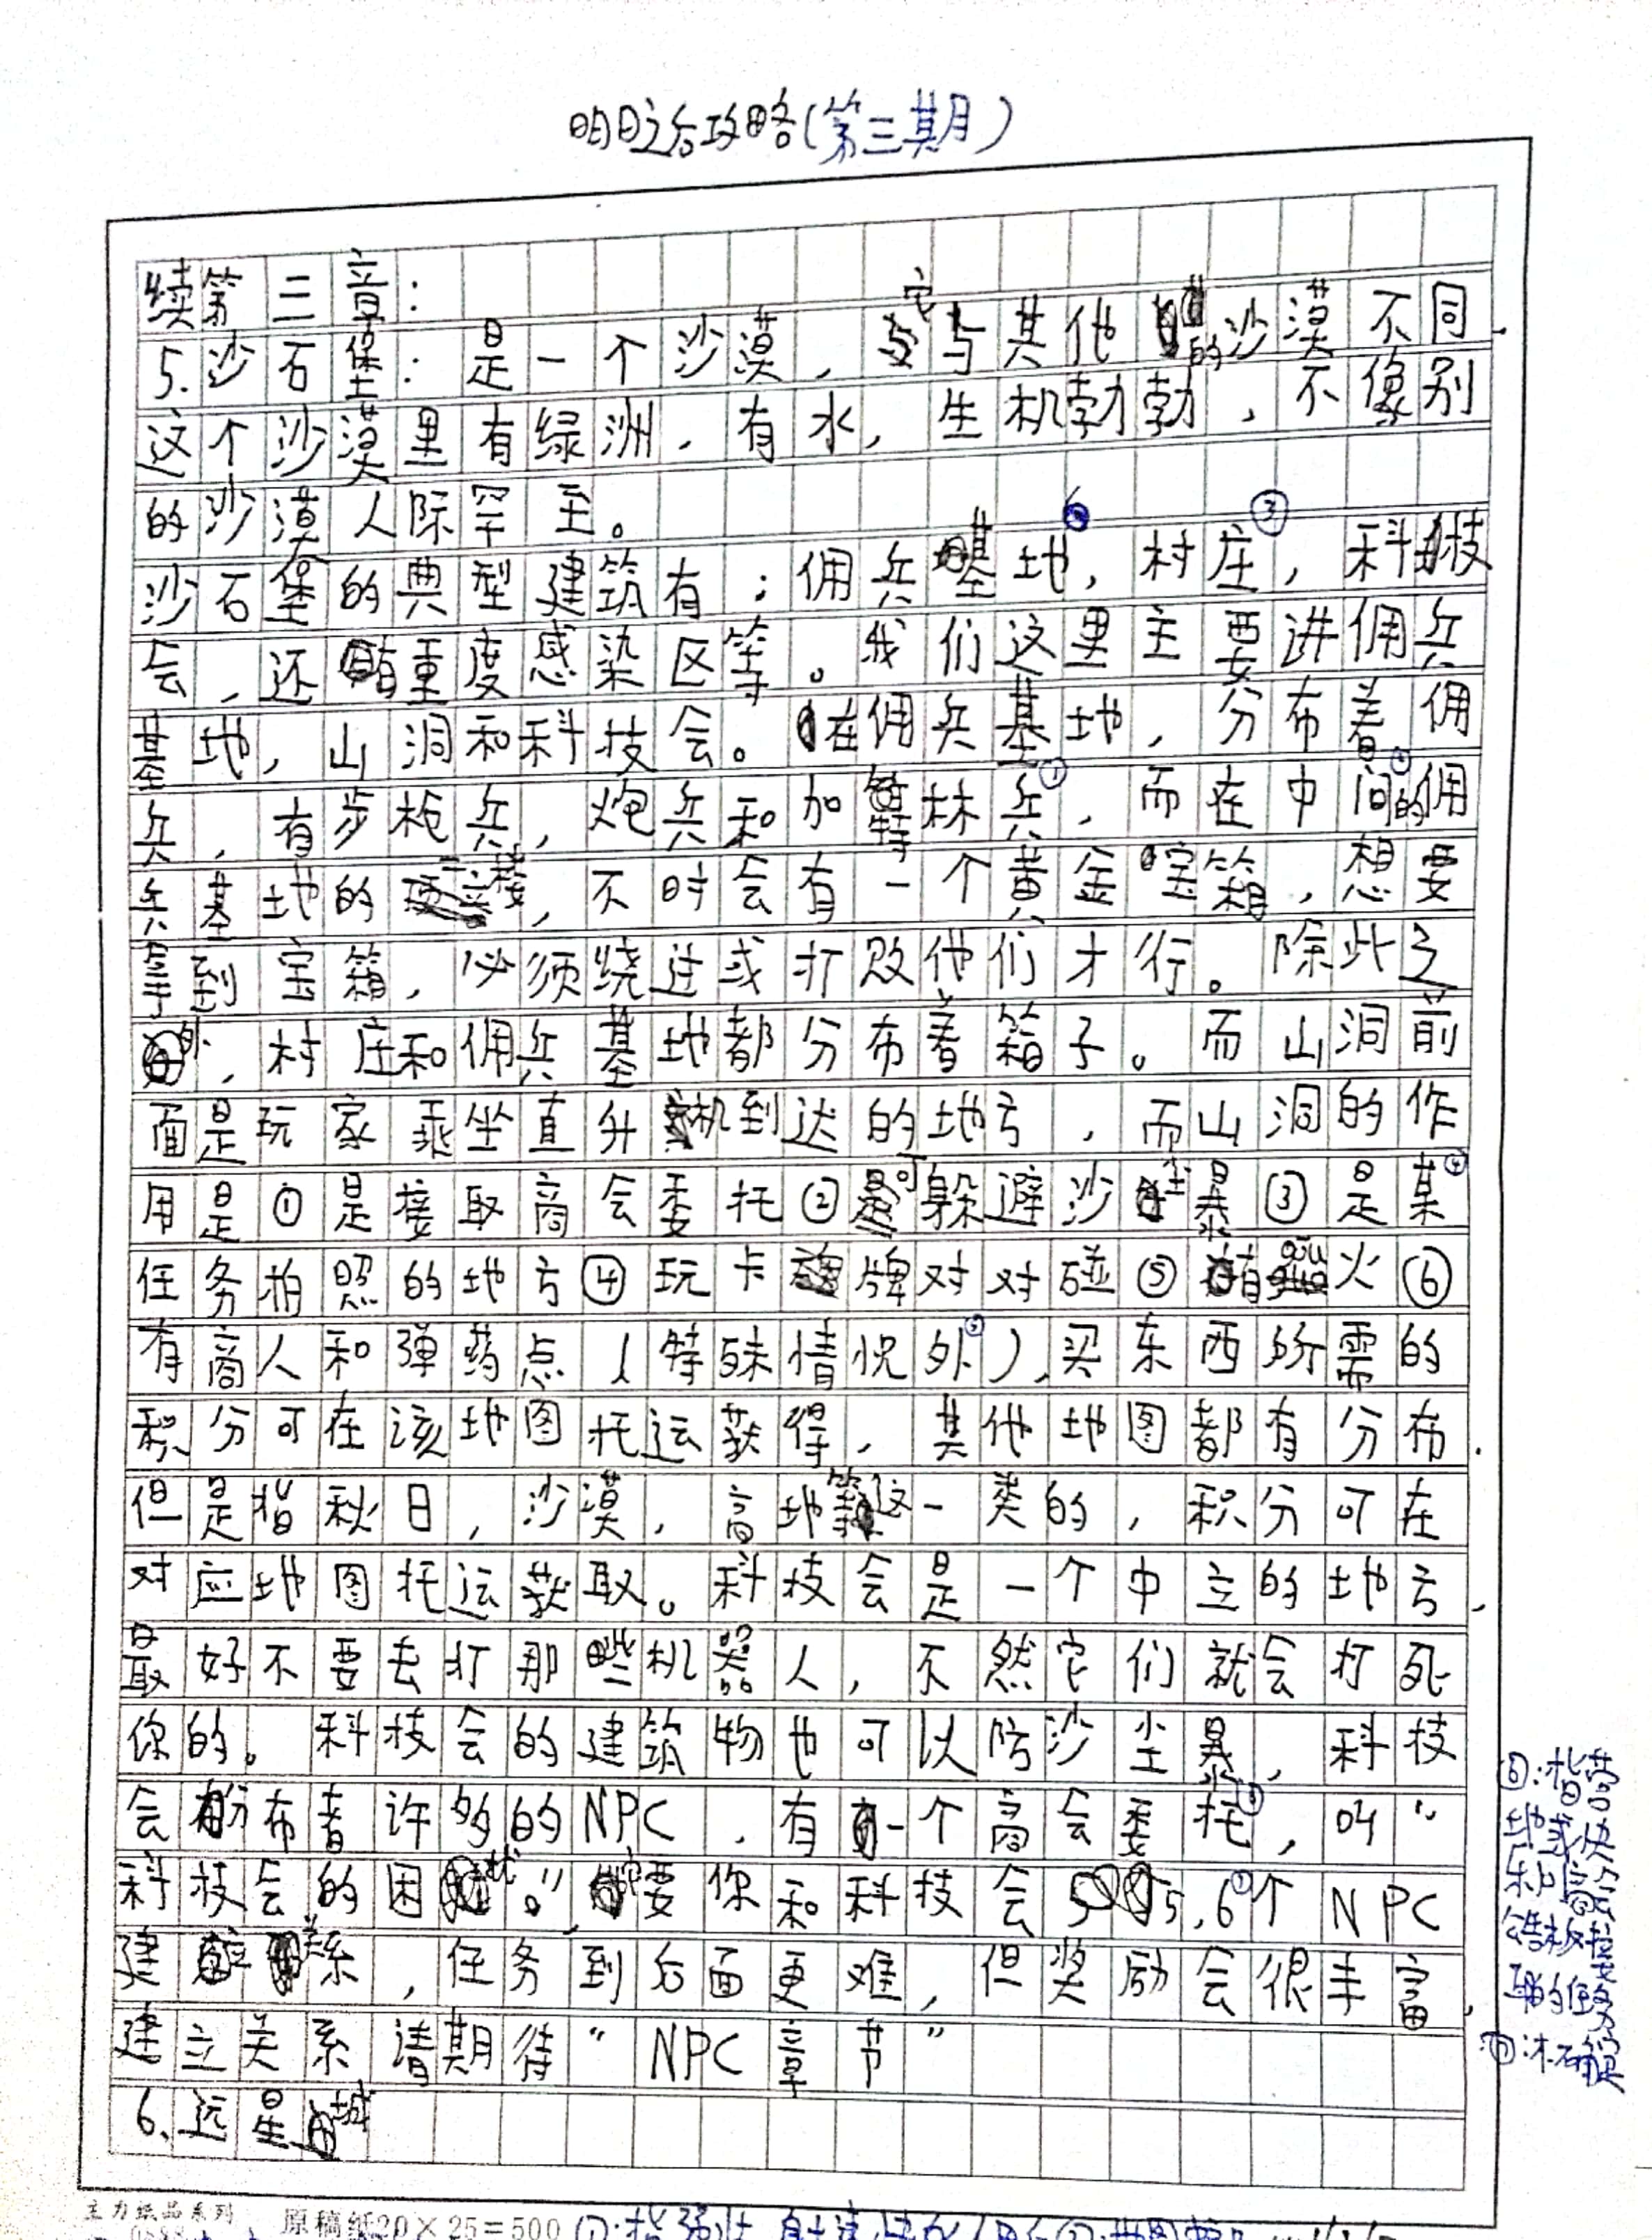 明日之后攻略(第三期)
续第二章:
5.沙石堡:是一个沙漠,它与其他的沙漠不同.
这个沙漠里有绿洲.有水,生机勃勃,不像别
的沙漠人际罕至。
沙石堡的典型建筑有:佣兵基地,村庄③,科技
会,还有重度感染区等。我们这里主要讲佣兵
基地,山洞和科技会。在佣兵基地,分布着佣
兵,有步枪兵,炮兵和加特林兵①,而在中间的佣
兵基地的二楼,不时会有一个黄金宝箱,想要
拿到宝箱,必须绕过或打败他们才行。除此之
外,村庄和佣兵基地都分布着箱子。而山洞前
面是玩家乘坐直升机到达的地方,而山洞的作
用是①是接取商会委托②可躲避沙尘暴③是某④
任务拍照的地方④玩卡牌对对碰⑤有篝火⑥
有商人和弹药点(特殊情况外⑤),买东西所需的
积分可在该地图托运获得,其他地图都有分布.
但是指秋日,沙漠,高地等这一类的,积分可在
对应地图托运获取。科技会是一个中立的地方,
最好不要去打那些机器人,不然它们就会打死
你的。科技会的建筑物也可以防沙尘暴,科技
会分布着许多的NPC,有一个商会委托⑥,叫“
科技会的困扰。”,它要你和科技会5,6⑦个NPC
建关系,任务到后面更难,但奖励会很丰富,
建立关系请期待“NPC章节”
6.远星城
⑥:指营
地或
公告板接
取的任务
主力纸品系列 原稿纸20×25=500